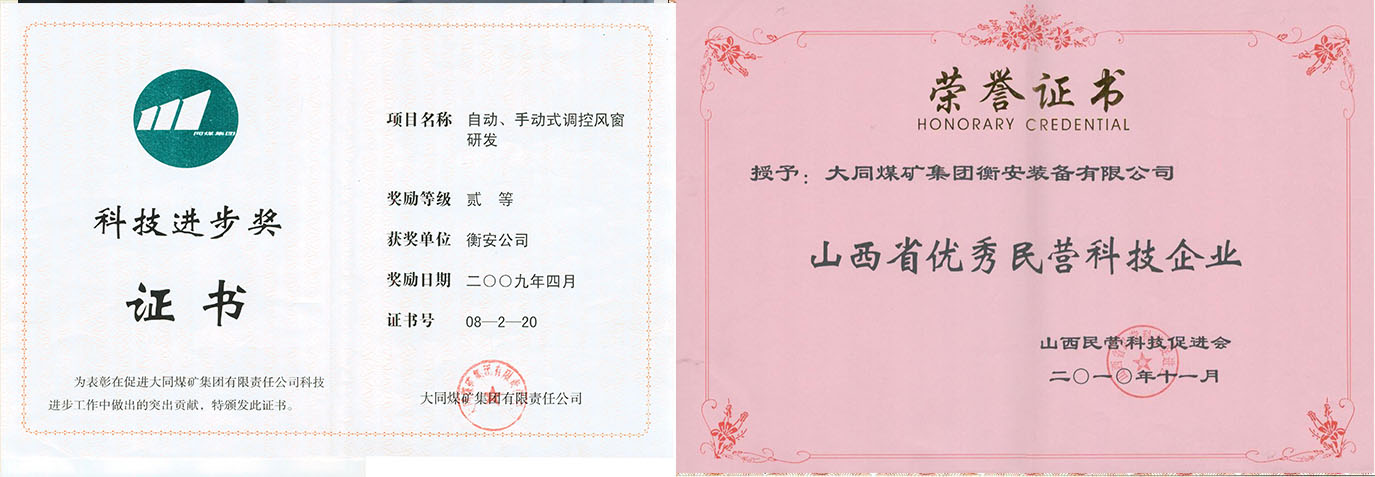 同煤集团
科技进步奖
证书
为表彰在促进大同煤矿集团有限责任公司科技
进步工作中做出的突出贡献，特颁发此证书。
项目名称 自动、手动式调控风窗
研发
奖励等级 贰 等
获奖单位 衡安公司
奖励日期 二〇〇九年四月
证书号 08—2—20
大同煤矿集团有限责任公司
荣誉证书
HONORARY CREDENTIAL
授予：大同煤矿集团衡安装备有限公司
山西省优秀民营科技企业
山西民营科技促进会
二〇一〇年十一月